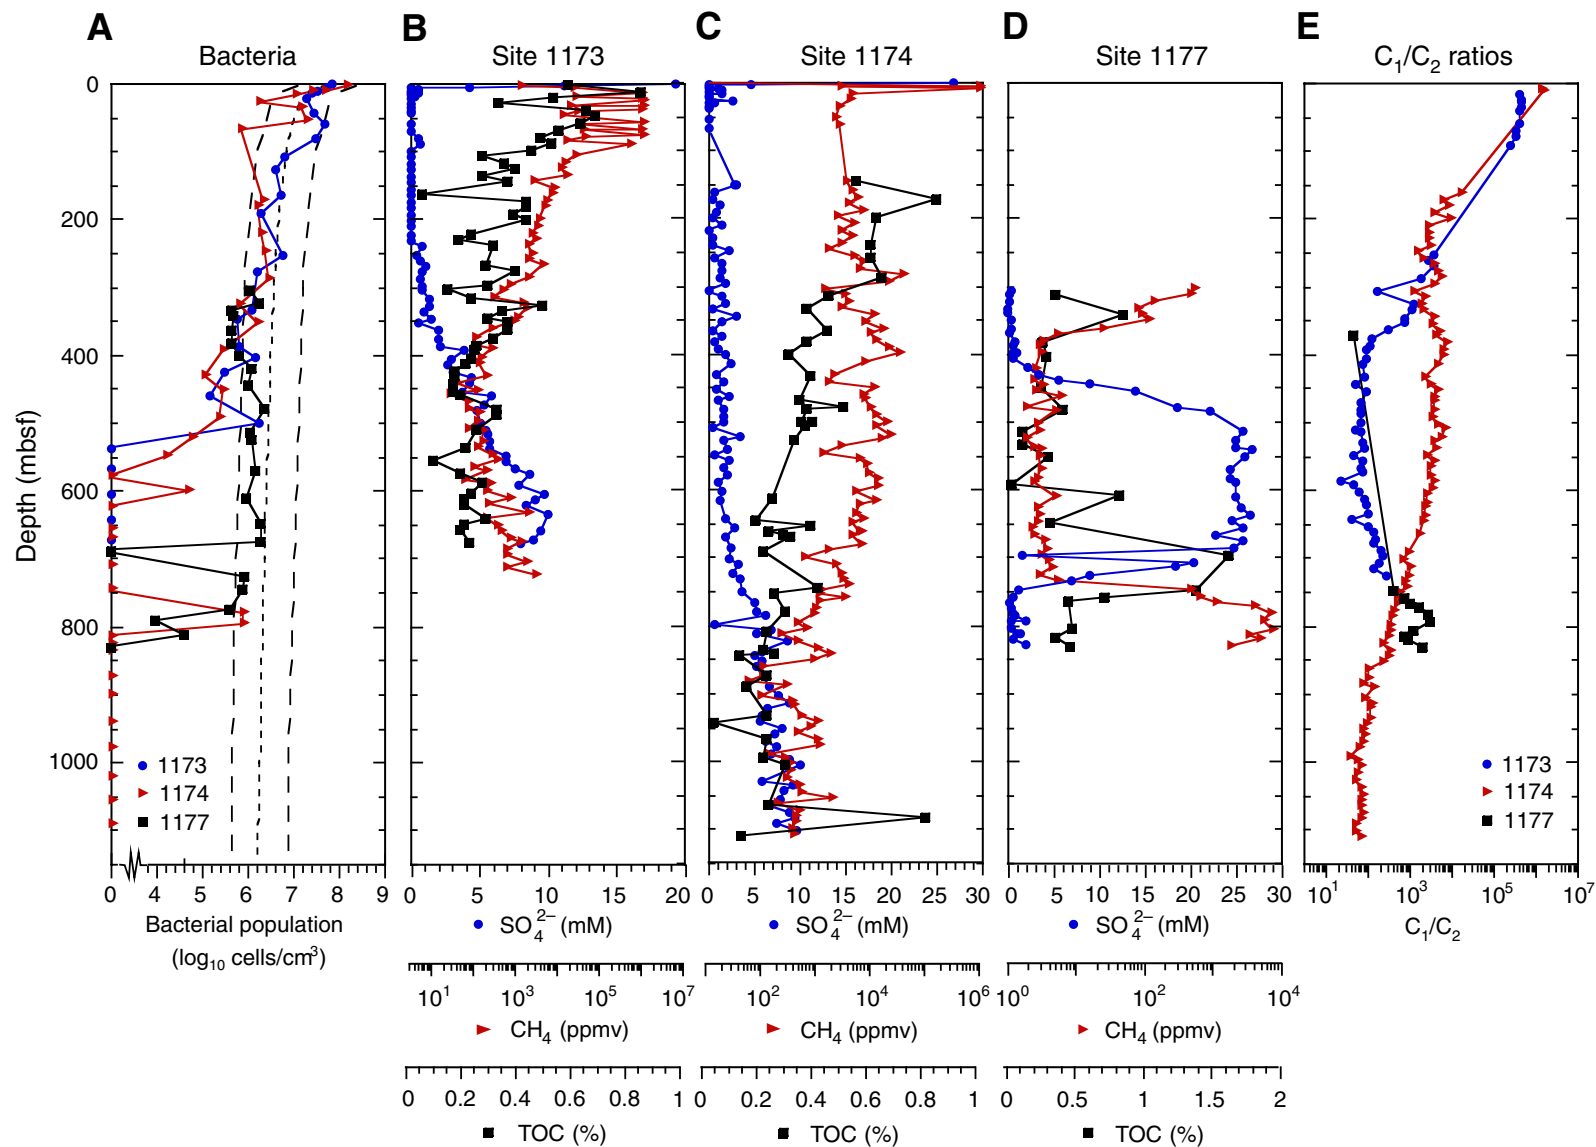 A B C D E
Bacteria Site 1173 Site 1174 Site 1177 C₁/C₂ ratios
0
200
400
600
800
1000
Depth (mbsf)
1173
1174
1177
1173
1174
1177
0 4 5 6 7 8 9
0 5 10 15 20
0 5 10 15 20 25 30
0 5 10 15 20 25 30
10¹ 10³ 10⁵ 10⁷
Bacterial population
(log₁₀ cells/cm³)
SO₄²⁻ (mM)
SO₄²⁻ (mM)
SO₄²⁻ (mM)
C₁/C₂
10¹ 10³ 10⁵ 10⁷
10² 10⁴ 10⁶
10⁰ 10² 10⁴
CH₄ (ppmv)
CH₄ (ppmv)
CH₄ (ppmv)
0 0.2 0.4 0.6 0.8 1
0 0.2 0.4 0.6 0.8 1
0 0.5 1 1.5 2
TOC (%)
TOC (%)
TOC (%)